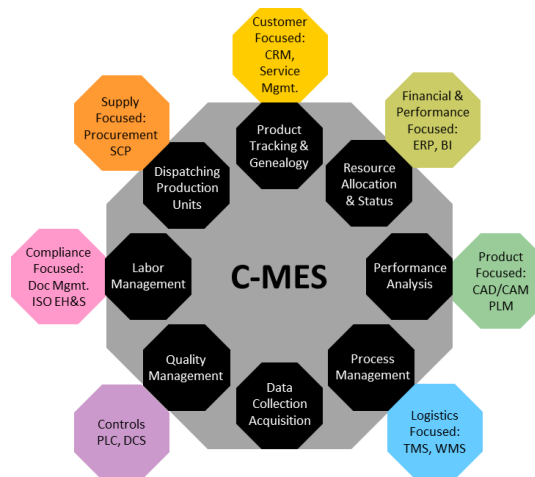 Customer
Focused:
CRM,
Service
Mgmt.
Supply
Focused:
Procurement
SCP
Financial &
Performance
Focused:
ERP, BI
Product
Tracking &
Genealogy
Dispatching
Production
Units
Resource
Allocation
& Status
Compliance
Focused:
Doc Mgmt.
ISO EH&S
Labor
Management
C-MES
Performance
Analysis
Product
Focused:
CAD/CAM
PLM
Quality
Management
Process
Management
Data
Collection
Acquisition
Controls
PLC, DCS
Logistics
Focused:
TMS, WMS